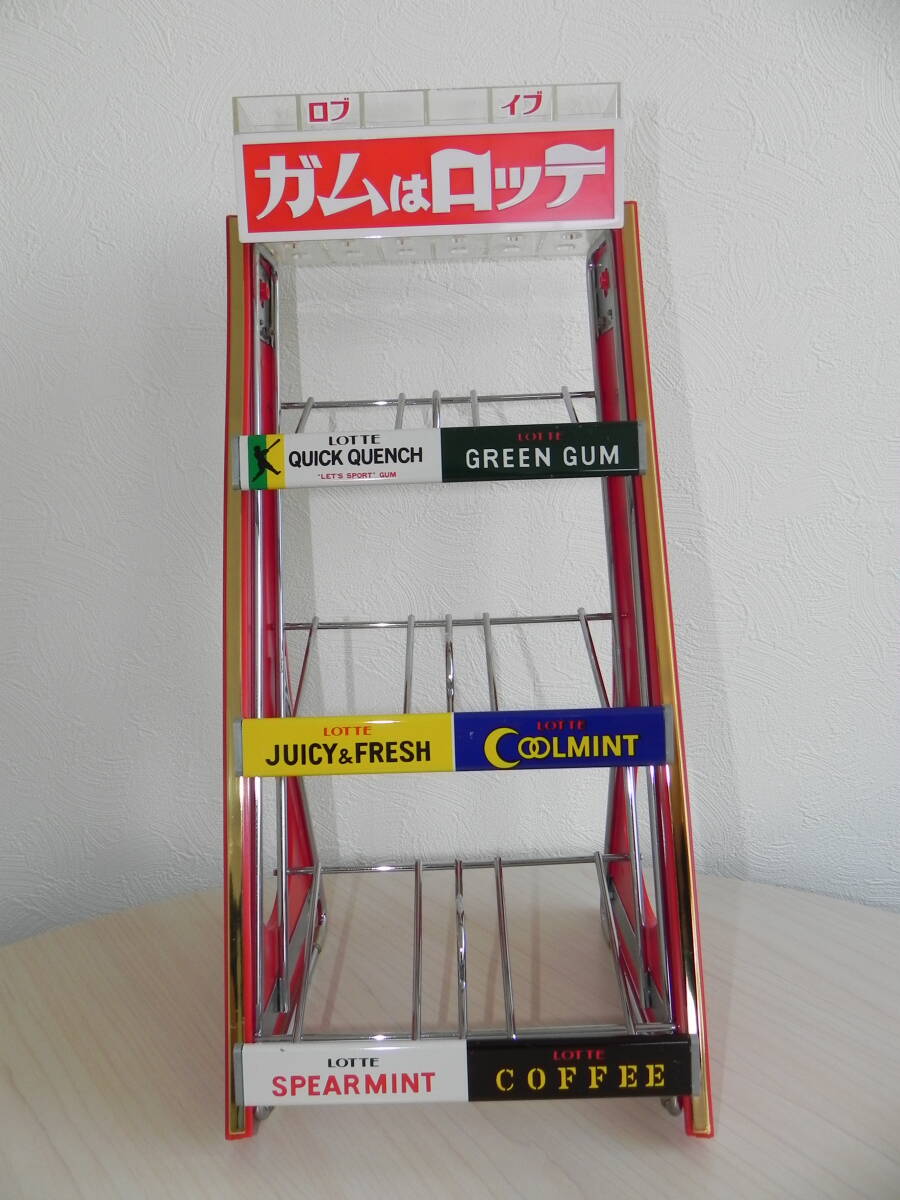 ロブ イブ
ガムはロッテ
LOTTE
QUICK QUENCH
"LET'S SPORT" GUM
LOTTE
GREEN GUM
LOTTE
JUICY&FRESH
LOTTE
COOLMINT
LOTTE
SPEARMINT
LOTTE
COFFEE